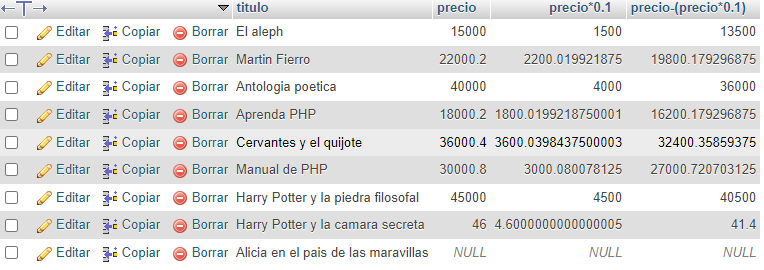 titulo precio precio*0.1 precio-(precio*0.1)
Editar Copiar Borrar El aleph 15000 1500 13500
Editar Copiar Borrar Martin Fierro 22000.2 2200.019921875 19800.179296875
Editar Copiar Borrar Antologia poetica 40000 4000 36000
Editar Copiar Borrar Aprenda PHP 18000.2 1800.0199218750001 16200.179296875
Editar Copiar Borrar Cervantes y el quijote 36000.4 3600.0398437500003 32400.35859375
Editar Copiar Borrar Manual de PHP 30000.8 3000.080078125 27000.720703125
Editar Copiar Borrar Harry Potter y la piedra filosofal 45000 4500 40500
Editar Copiar Borrar Harry Potter y la camara secreta 46 4.6000000000000005 41.4
Editar Copiar Borrar Alicia en el pais de las maravillas NULL NULL NULL